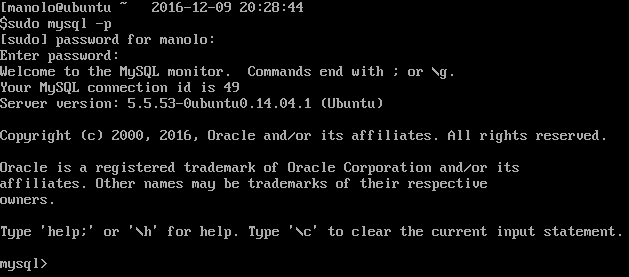 [manolo@ubuntu ~   2016-12-09 20:28:44
$sudo mysql -p
[sudo] password for manolo:
Enter password:
Welcome to the MySQL monitor.  Commands end with ; or \g.
Your MySQL connection id is 49
Server version: 5.5.53-0ubuntu0.14.04.1 (Ubuntu)

Copyright (c) 2000, 2016, Oracle and/or its affiliates. All rights reserved.

Oracle is a registered trademark of Oracle Corporation and/or its
affiliates. Other names may be trademarks of their respective
owners.

Type 'help;' or '\h' for help. Type '\c' to clear the current input statement.

mysql>